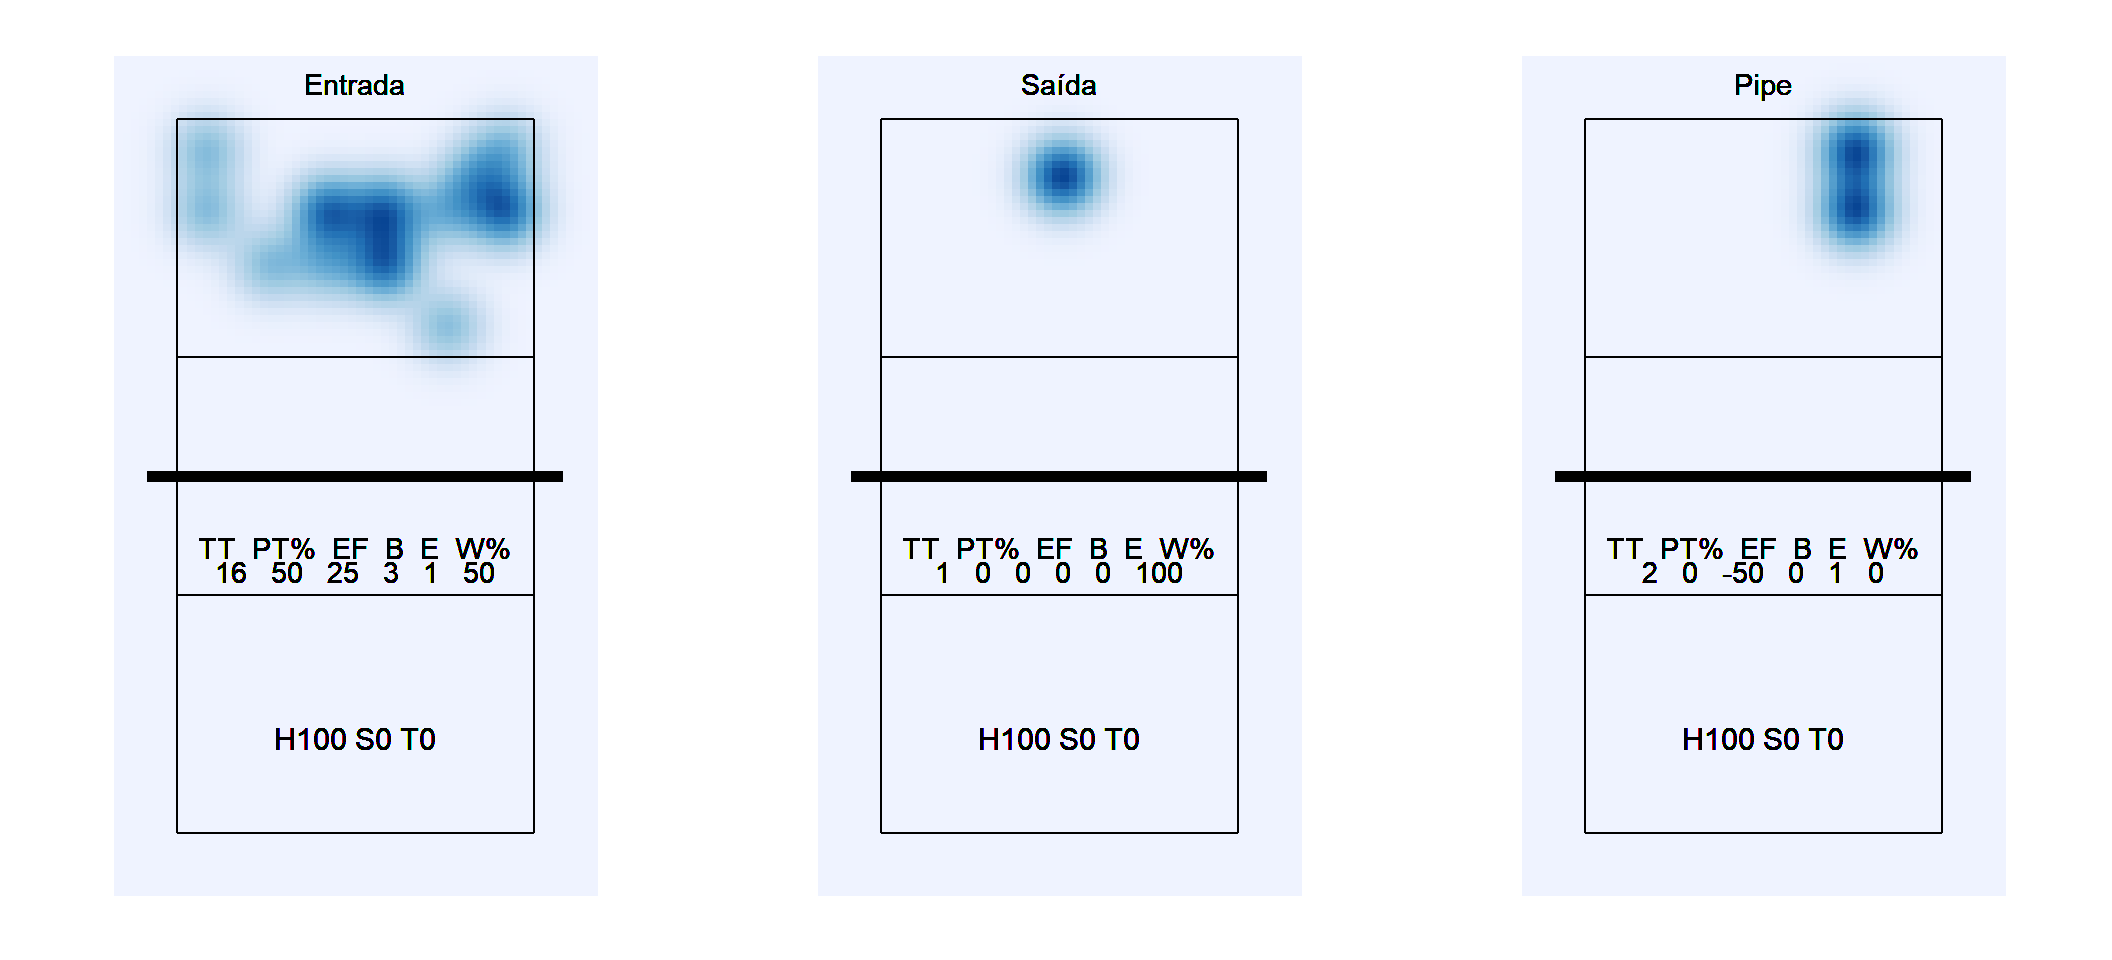 Entrada
TT PT% EF B E W%
16 50 25 3 1 50
H100 S0 T0
Saída
TT PT% EF B E W%
1 0 0 0 0 100
H100 S0 T0
Pipe
TT PT% EF B E W%
2 0 -50 0 1 0
H100 S0 T0